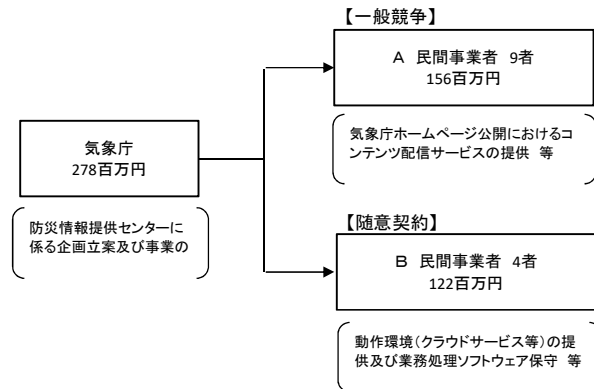 【一般競争】
A 民間事業者 9者
156百万円
気象庁ホームページ公開におけるコ
ンテンツ配信サービスの提供 等
気象庁
278百万円
防災情報提供センターに
係る企画立案及び事業の
【随意契約】
B 民間事業者 4者
122百万円
動作環境(クラウドサービス等)の提
供及び業務処理ソフトウェア保守 等